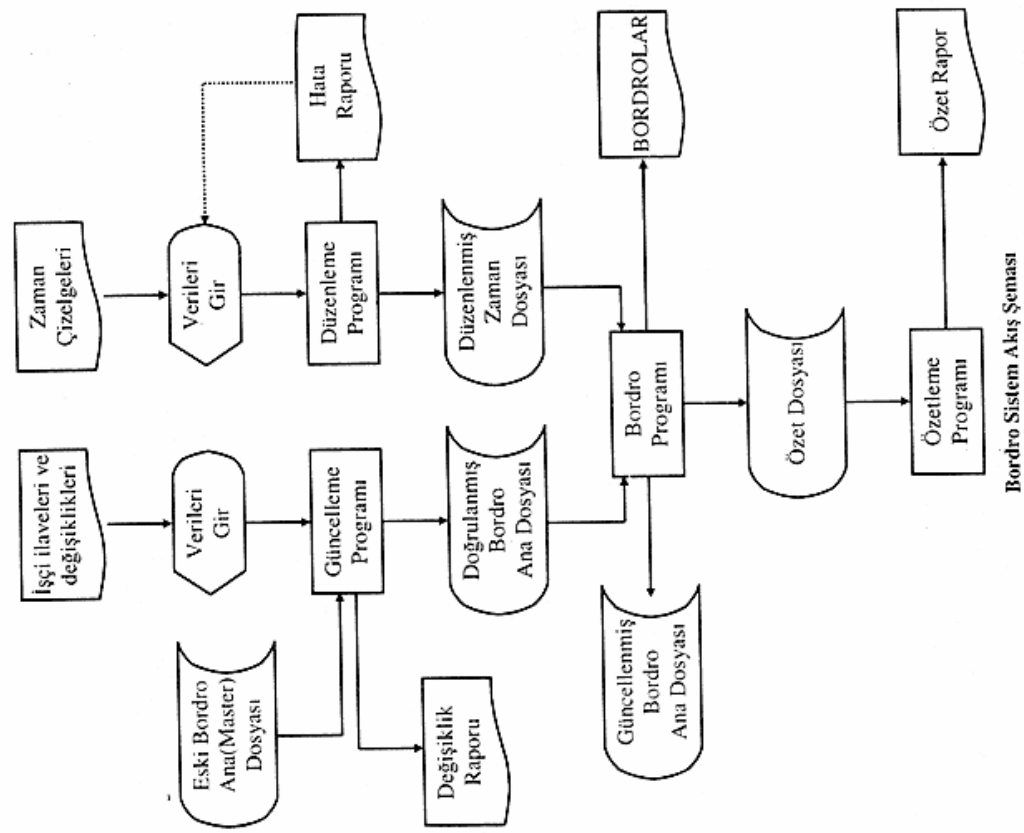 İşçi ilaveleri ve
değişiklikleri
Zaman
Çizelgeleri
Verileri
Gir
Verileri
Gir
Eski Bordro
Ana(Master)
Dosyası
Güncelleme
Programı
Düzenleme
Programı
Hata
Raporu
Değişiklik
Raporu
Doğrulanmış
Bordro
Ana Dosyası
Düzenlenmiş
Zaman
Dosyası
Güncellenmiş
Bordro
Ana Dosyası
Bordro
Programı
BORDROLAR
Özet Dosyası
Özetleme
Programı
Özet Rapor
Bordro Sistem Akış Şeması